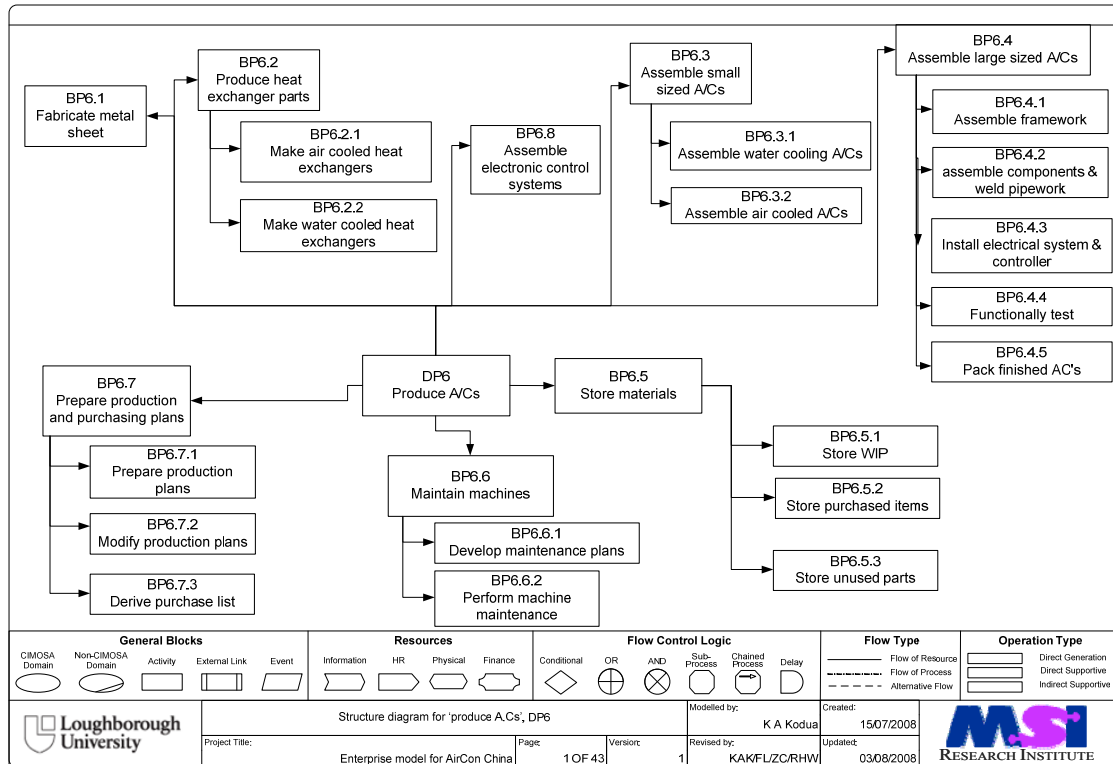 BP6.1
Fabricate metal
sheet
BP6.2
Produce heat
exchanger parts
BP6.2.1
Make air cooled heat
exchangers
BP6.2.2
Make water cooled heat
exchangers
BP6.8
Assemble
electronic control
systems
BP6.3
Assemble small
sized A/Cs
BP6.3.1
Assemble water cooling A/Cs
BP6.3.2
Assemble air cooled A/Cs
BP6.4
Assemble large sized A/Cs
BP6.4.1
Assemble framework
BP6.4.2
assemble components &
weld pipework
BP6.4.3
Install electrical system &
controller
BP6.4.4
Functionally test
BP6.4.5
Pack finished AC's
DP6
Produce A/Cs
BP6.7
Prepare production
and purchasing plans
BP6.7.1
Prepare production
plans
BP6.7.2
Modify production plans
BP6.7.3
Derive purchase list
BP6.6
Maintain machines
BP6.6.1
Develop maintenance plans
BP6.6.2
Perform machine
maintenance
BP6.5
Store materials
BP6.5.1
Store WIP
BP6.5.2
Store purchased items
BP6.5.3
Store unused parts
General Blocks
CIMOSA
Domain
Non-CIMOSA
Domain
Activity
External Link
Event
Resources
Information
HR
Physical
Finance
Flow Control Logic
Conditional
OR
AND
Sub-
Process
Chained
Process
Delay
Flow Type
Flow of Resource
Flow of Process
Alternative Flow
Operation Type
Direct Generation
Direct Supportive
Indirect Supportive
Loughborough
University
Structure diagram for 'produce A.Cs', DP6
Modelled by:
K A Kodua
Created:
15/07/2008
Project Title:
Enterprise model for AirCon China
Page:
1 OF 43
Version:
1
Revised by:
KAK/FL/ZC/RHW
Updated:
03/08/2008
MSI
RESEARCH INSTITUTE